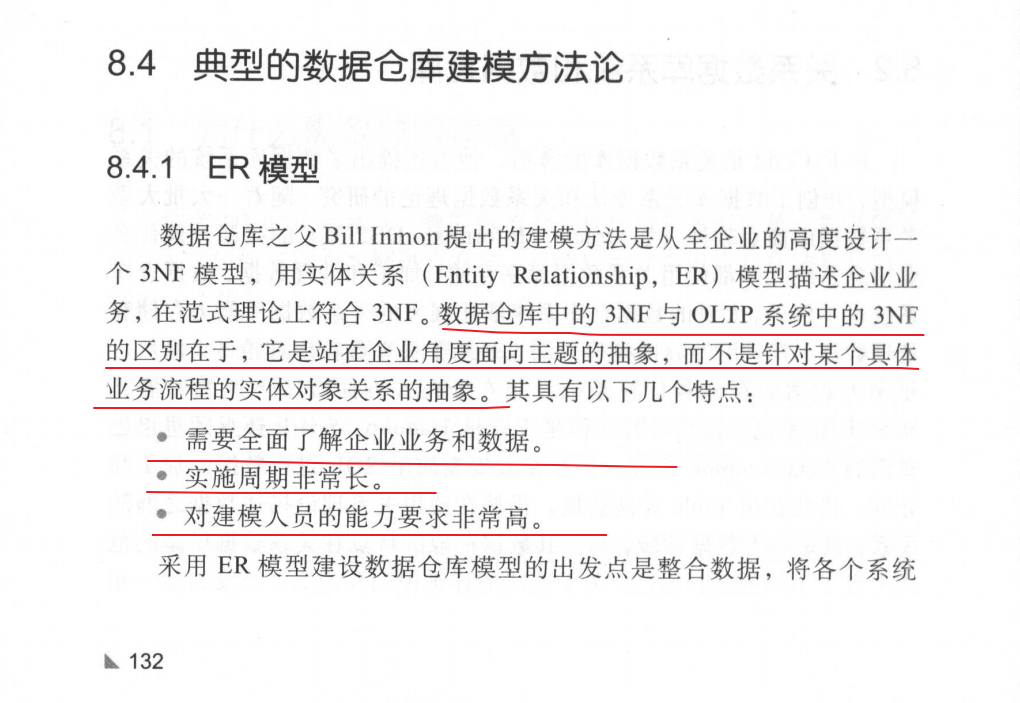 8.4 典型的数据仓库建模方法论
8.4.1 ER 模型
数据仓库之父 Bill Inmon 提出的建模方法是从全企业的高度设计一
个 3NF 模型，用实体关系（Entity Relationship，ER）模型描述企业业
务，在范式理论上符合 3NF。数据仓库中的 3NF 与 OLTP 系统中的 3NF
的区别在于，它是站在企业角度面向主题的抽象，而不是针对某个具体
业务流程的实体对象关系的抽象。其具有以下几个特点：
● 需要全面了解企业业务和数据。
● 实施周期非常长。
● 对建模人员的能力要求非常高。
采用 ER 模型建设数据仓库模型的出发点是整合数据，将各个系统
132